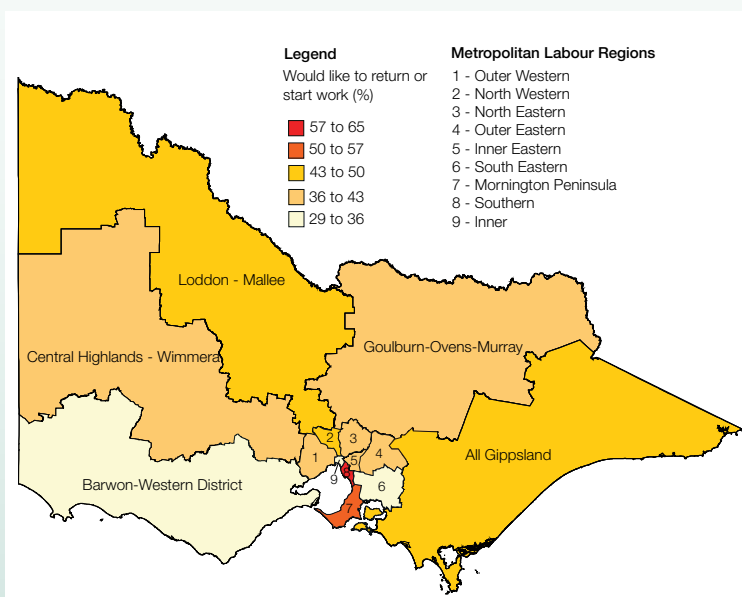 Legend
Would like to return or
start work (%)
57 to 65
50 to 57
43 to 50
36 to 43
29 to 36
Metropolitan Labour Regions
1 - Outer Western
2 - North Western
3 - North Eastern
4 - Outer Eastern
5 - Inner Eastern
6 - South Eastern
7 - Mornington Peninsula
8 - Southern
9 - Inner
Loddon - Mallee
Central Highlands - Wimmera
Goulburn-Ovens-Murray
All Gippsland
Barwon-Western District
2
3
1
5
4
8
9
6
7